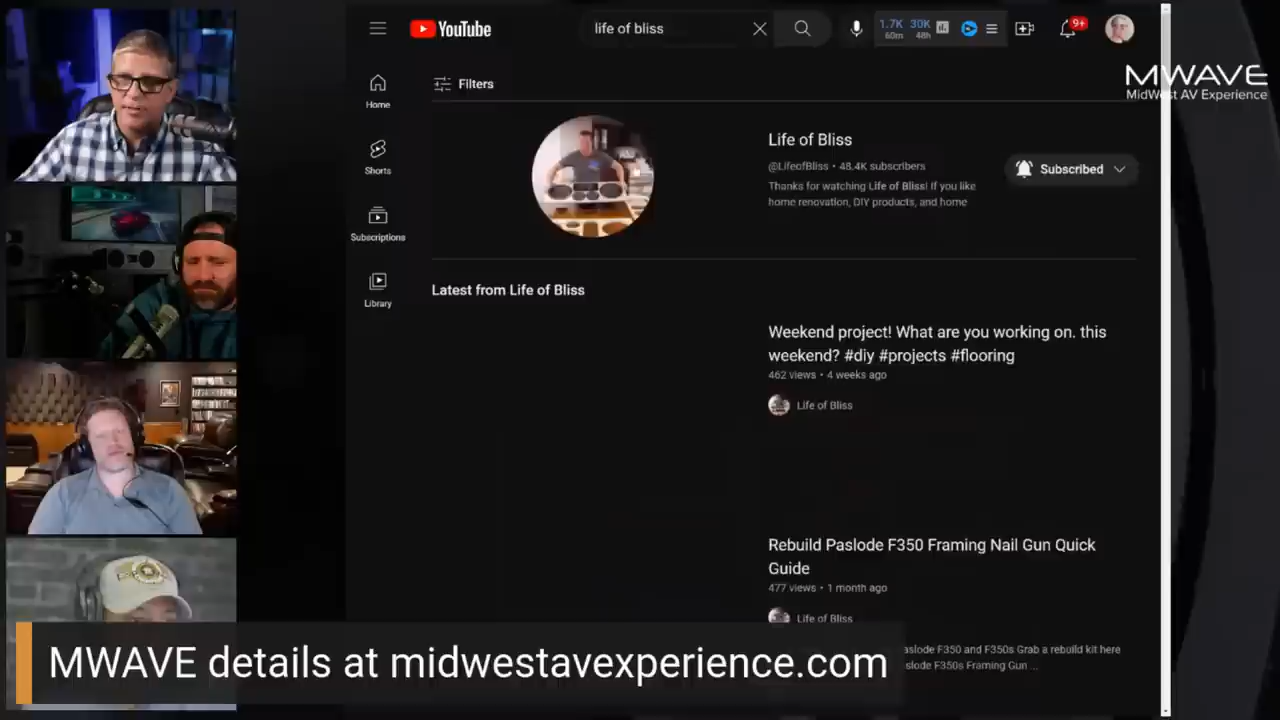 YouTube
life of bliss
1.7K 30K
60m 48h
9+
MWAVE
MidWest AV Experience
Home
Shorts
Subscriptions
Library
Filters
Life of Bliss
@LifeofBliss • 48.4K subscribers
Thanks for watching Life of Bliss! If you like
home renovation, DIY products, and home
Subscribed
Latest from Life of Bliss
Weekend project! What are you working on. this
weekend? #diy #projects #flooring
462 views • 4 weeks ago
Life of Bliss
Rebuild Paslode F350 Framing Nail Gun Quick
Guide
477 views • 1 month ago
Life of Bliss
aslode F350 and F350s Grab a rebuild kit here
slode F350s Framing Gun ...
MWAVE details at midwestavexperience.com